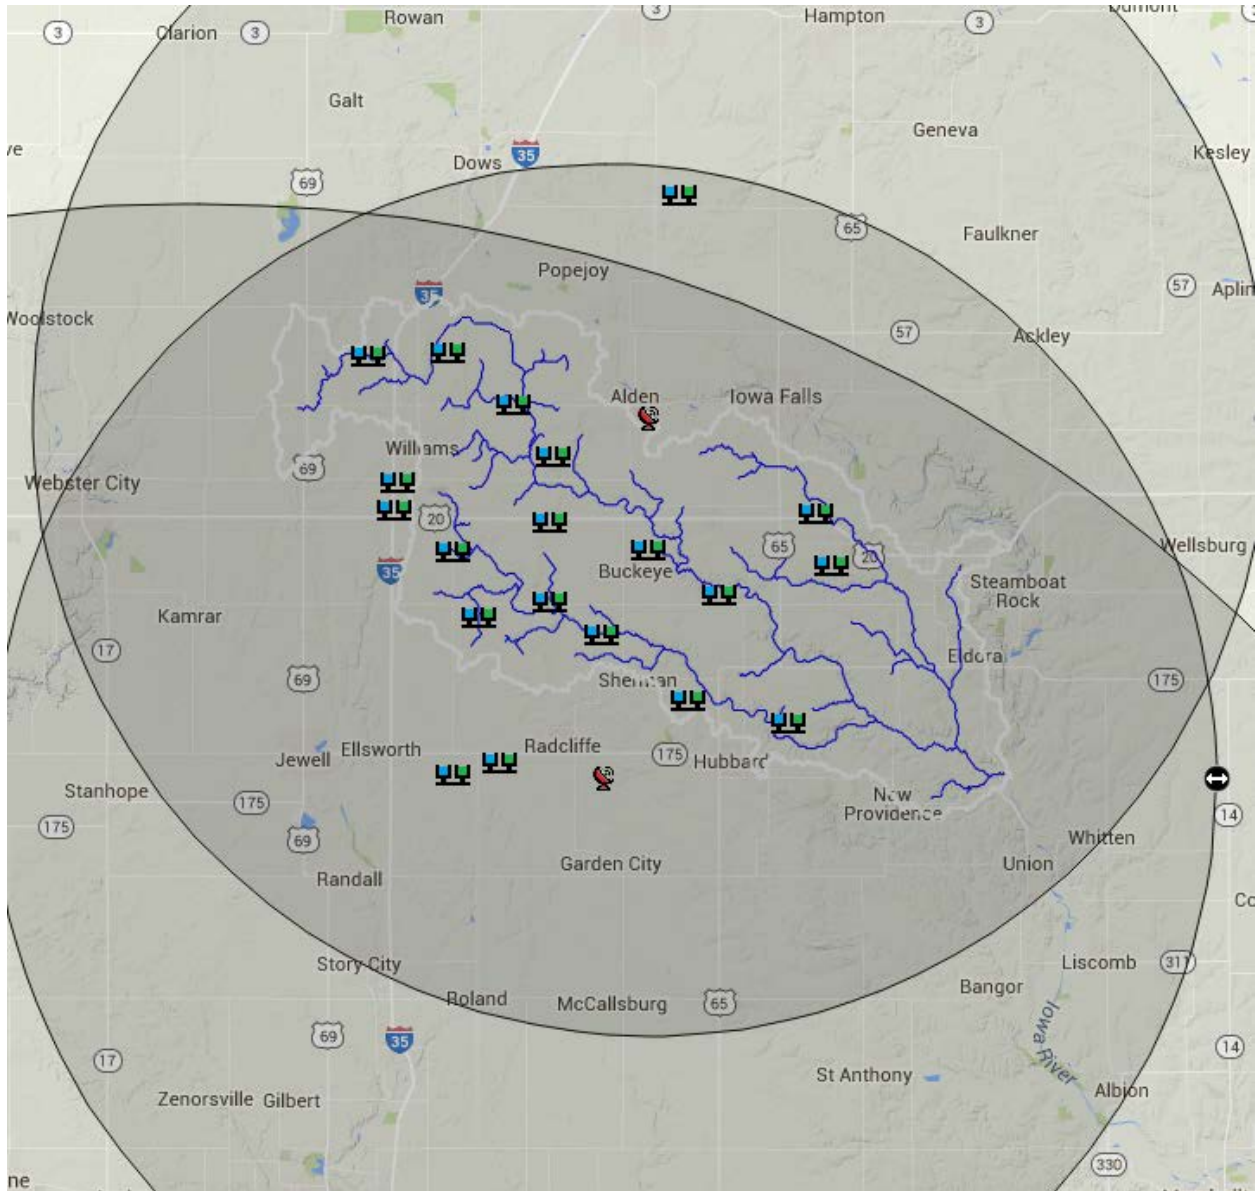 Rowan
Hampton
3
3
Clarion
3
3
Galt
Geneva
Kesley
Dows
35
69
65
Faulkner
Popejoy
57
35
Woolstock
57
Ackley
Alden
Iowa Falls
Williams
69
Webster City
20
65
20
Wellsburg
35
Buckeye
Steamboat
Rock
Kamrar
17
Eldora
69
Sherman
175
Jewell
Ellsworth
Radcliffe
175
Hubbard
Stanhope
175
New
Providence
14
175
69
Whitten
Garden City
Union
Randall
Story City
Liscomb
311
Roland
McCallsburg
65
Bangor
69
35
Iowa River
17
14
St Anthony
Albion
Zenorsville
Gilbert
330